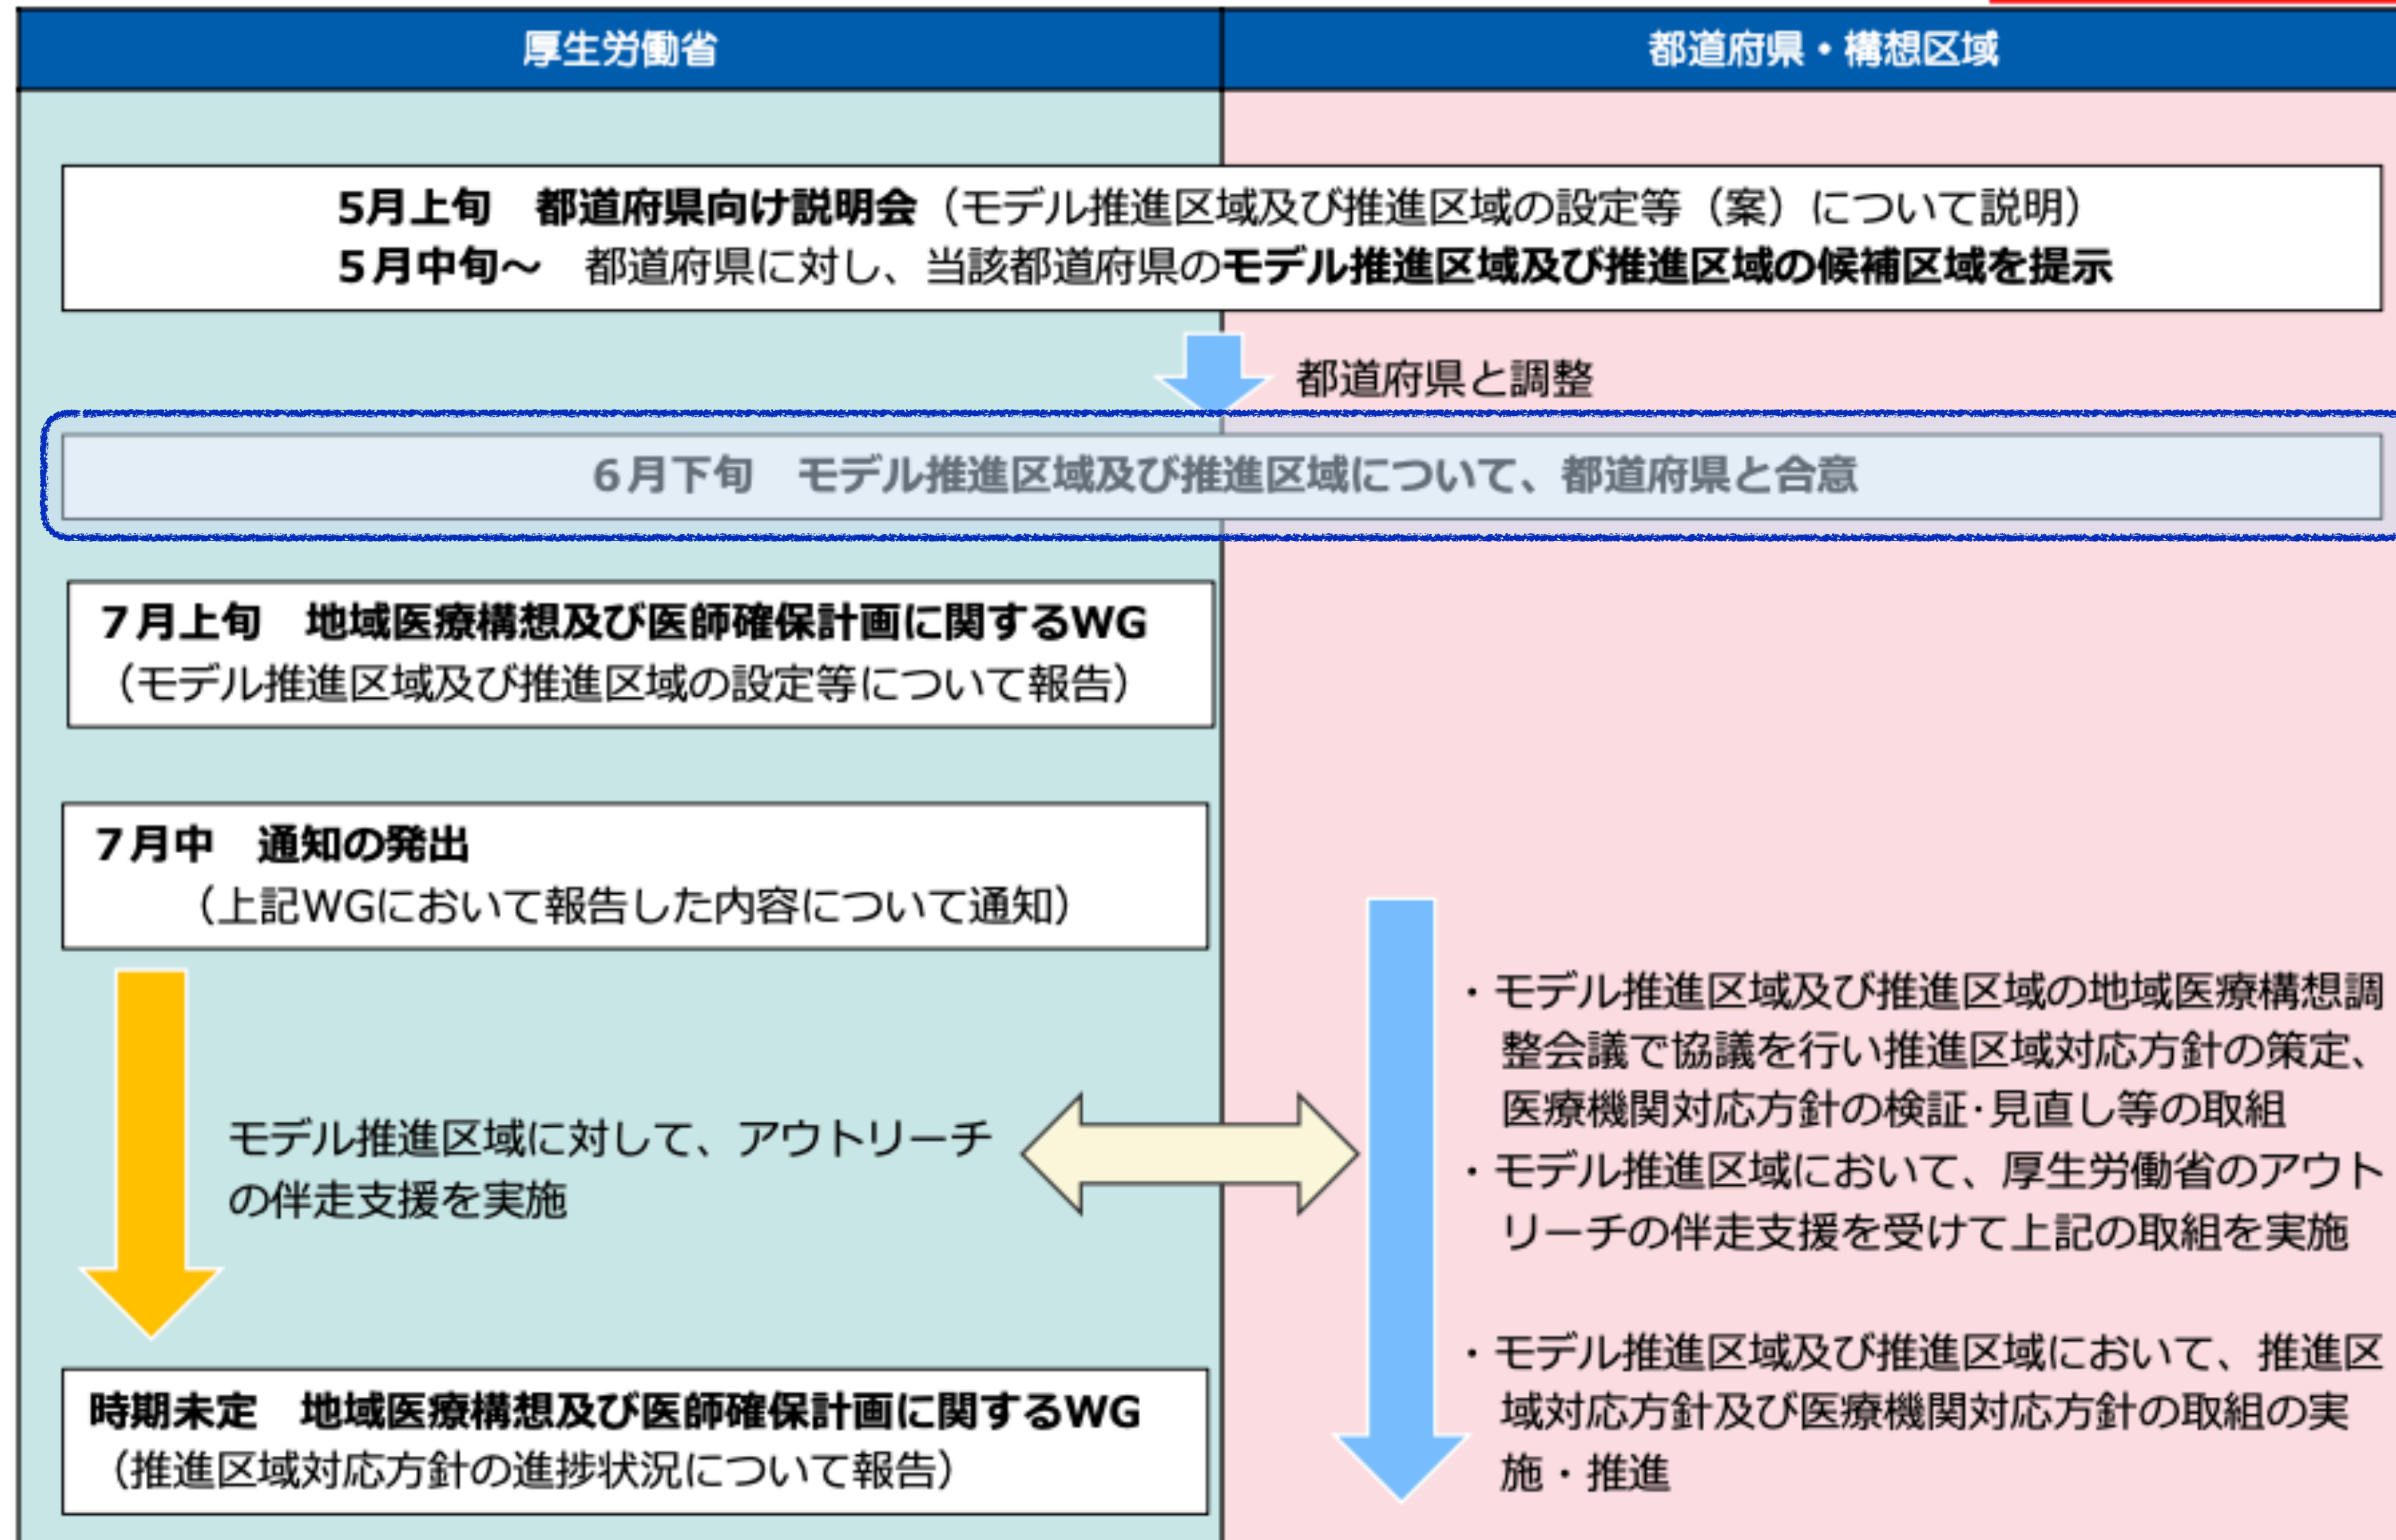 厚生労働省
都道府県・構想区域
5月上旬　都道府県向け説明会（モデル推進区域及び推進区域の設定等（案）について説明）
５月中旬～　都道府県に対し、当該都道府県のモデル推進区域及び推進区域の候補区域を提示
都道府県と調整
６月下旬　モデル推進区域及び推進区域について、都道府県と合意
７月上旬　地域医療構想及び医師確保計画に関するWG
（モデル推進区域及び推進区域の設定等について報告）
７月中　通知の発出
（上記WGにおいて報告した内容について通知）
モデル推進区域に対して、アウトリーチ
の伴走支援を実施
時期未定　地域医療構想及び医師確保計画に関するWG
（推進区域対応方針の進捗状況について報告）
・モデル推進区域及び推進区域の地域医療構想調
整会議で協議を行い推進区域対応方針の策定、
医療機関対応方針の検証･見直し等の取組
・モデル推進区域において、厚生労働省のアウト
リーチの伴走支援を受けて上記の取組を実施
・モデル推進区域及び推進区域において、推進区
域対応方針及び医療機関対応方針の取組の実
施・推進